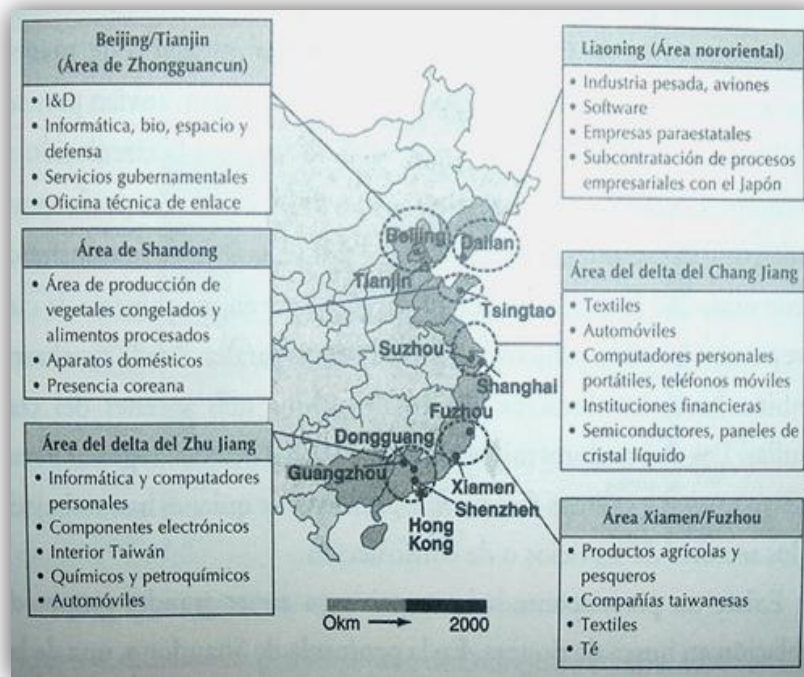 Beijing/Tianjin
(Área de Zhongguancun)
• I&D
• Informática, bio, espacio y
defensa
• Servicios gubernamentales
• Oficina técnica de enlace
Liaoning (Área nororiental)
• Industria pesada, aviones
• Software
• Empresas paraestatales
• Subcontratación de procesos
empresariales con el Japón
Área de Shandong
• Área de producción de
vegetales congelados y
alimentos procesados
• Aparatos domésticos
• Presencia coreana
Área del delta del Chang Jiang
• Textiles
• Automóviles
• Computadores personales
portátiles, teléfonos móviles
• Instituciones financieras
• Semiconductores, paneles de
cristal líquido
Área del delta del Zhu Jiang
• Informática y computadores
personales
• Componentes electrónicos
• Interior Taiwán
• Químicos y petroquímicos
• Automóviles
Área Xiamen/Fuzhou
• Productos agrícolas y
pesqueros
• Compañías taiwanesas
• Textiles
• Té
Beijing
Dalian
Tianjin
Tsingtao
Suzhou
Shanghai
Fuzhou
Dongguang
Guangzhou
Xiamen
Shenzhen
Hong
Kong
Okm
2000